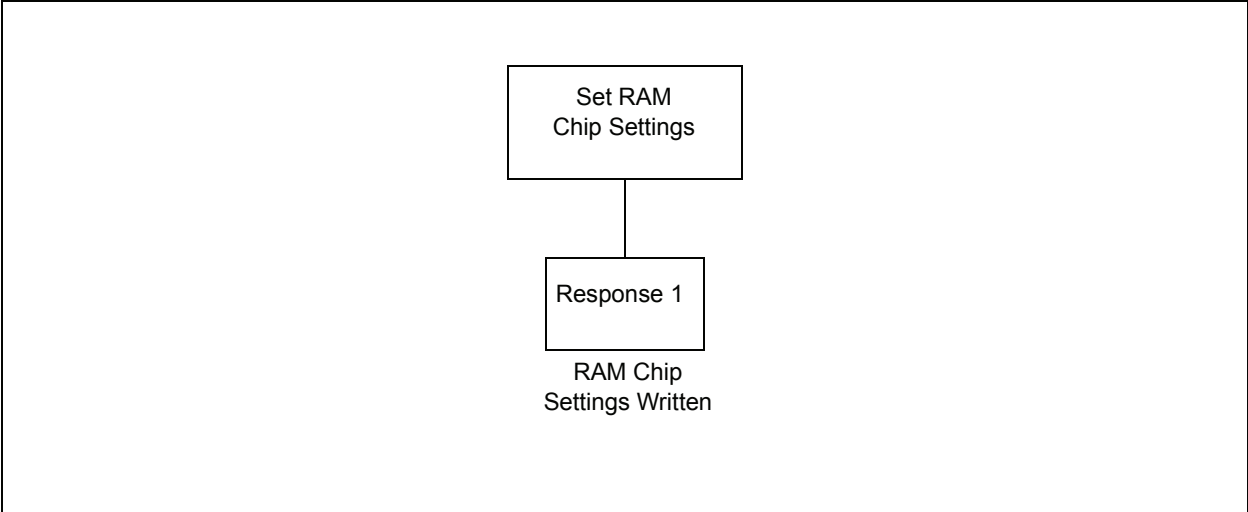 Set RAM
Chip Settings
Response 1
RAM Chip
Settings Written